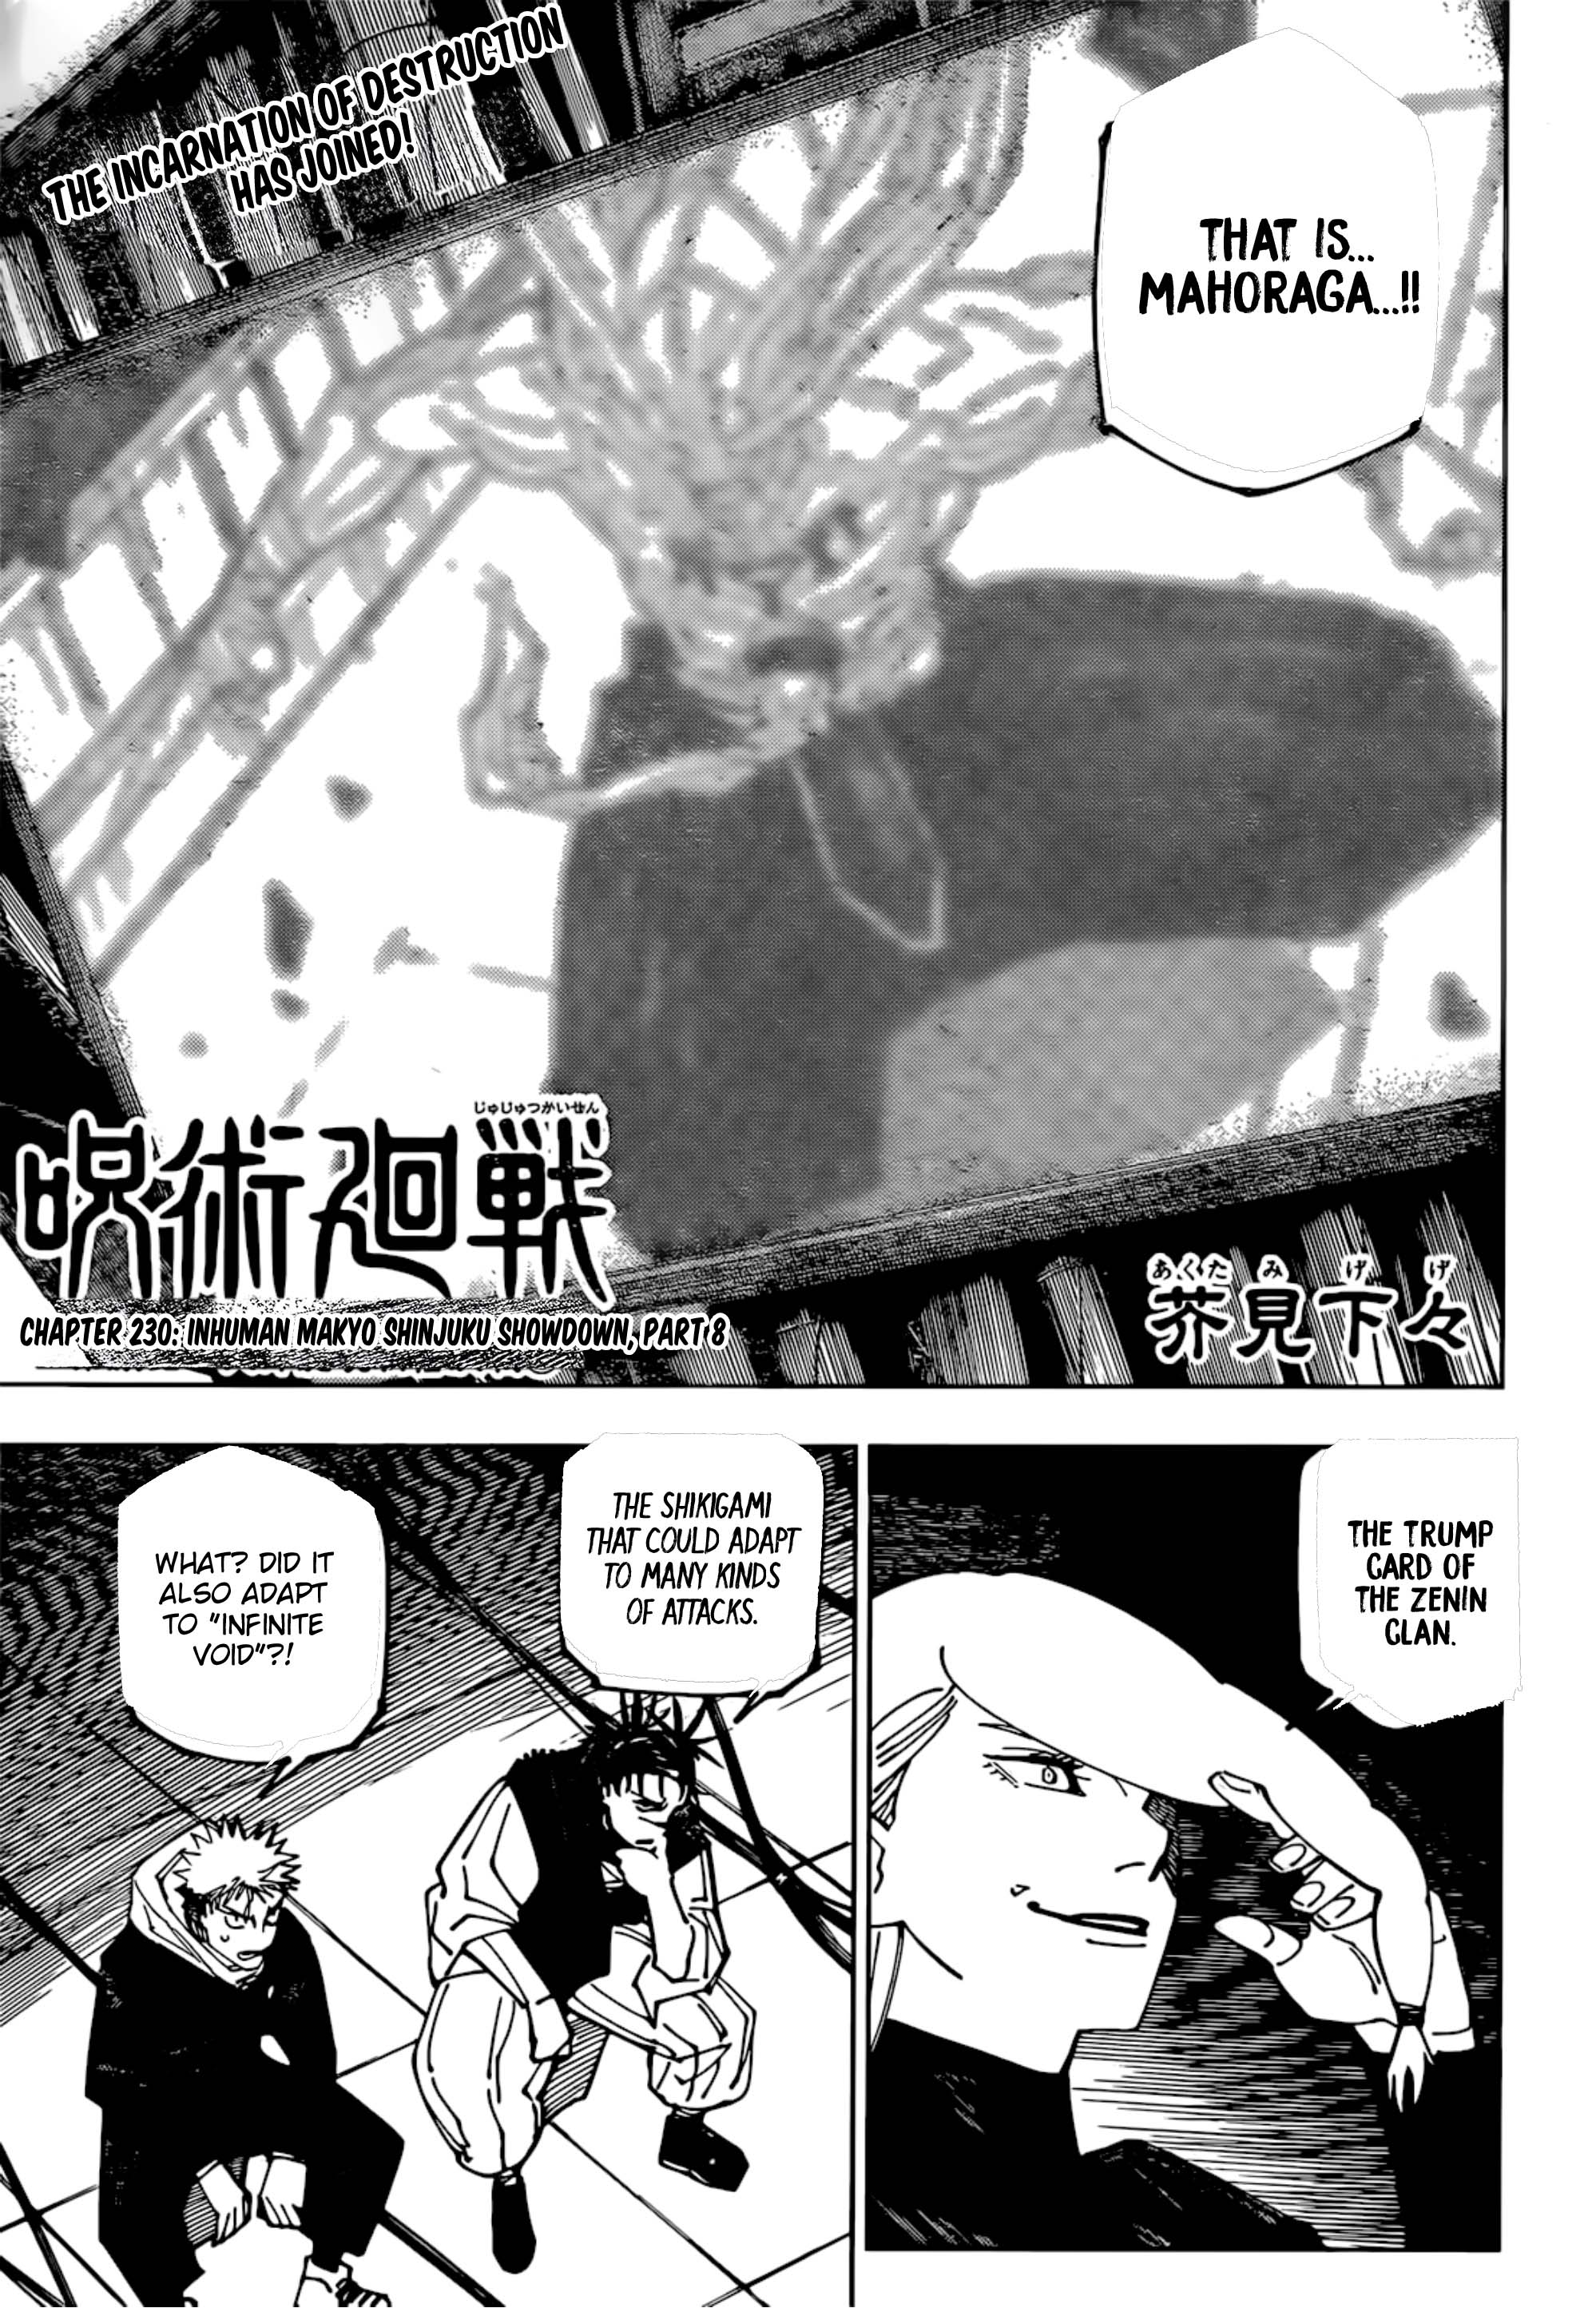 THAT IS...
MAHORAGA...!!
THE INCARNATION OF DESTRUCTION
HAS JOINED!
じゅじゅつかいせん
呪術廻戦
CHAPTER 230: INHUMAN MAKYO SHINJUKU SHOWDOWN, PART 8
あくたみげげ
芥見下々
THE TRUMP
CARD OF
THE ZENIN
CLAN.
THE SHIKIGAMI
THAT COULD ADAPT
TO MANY KINDS
OF ATTACKS.
WHAT? DID IT
ALSO ADAPT
TO "INFINITE
VOID"?!